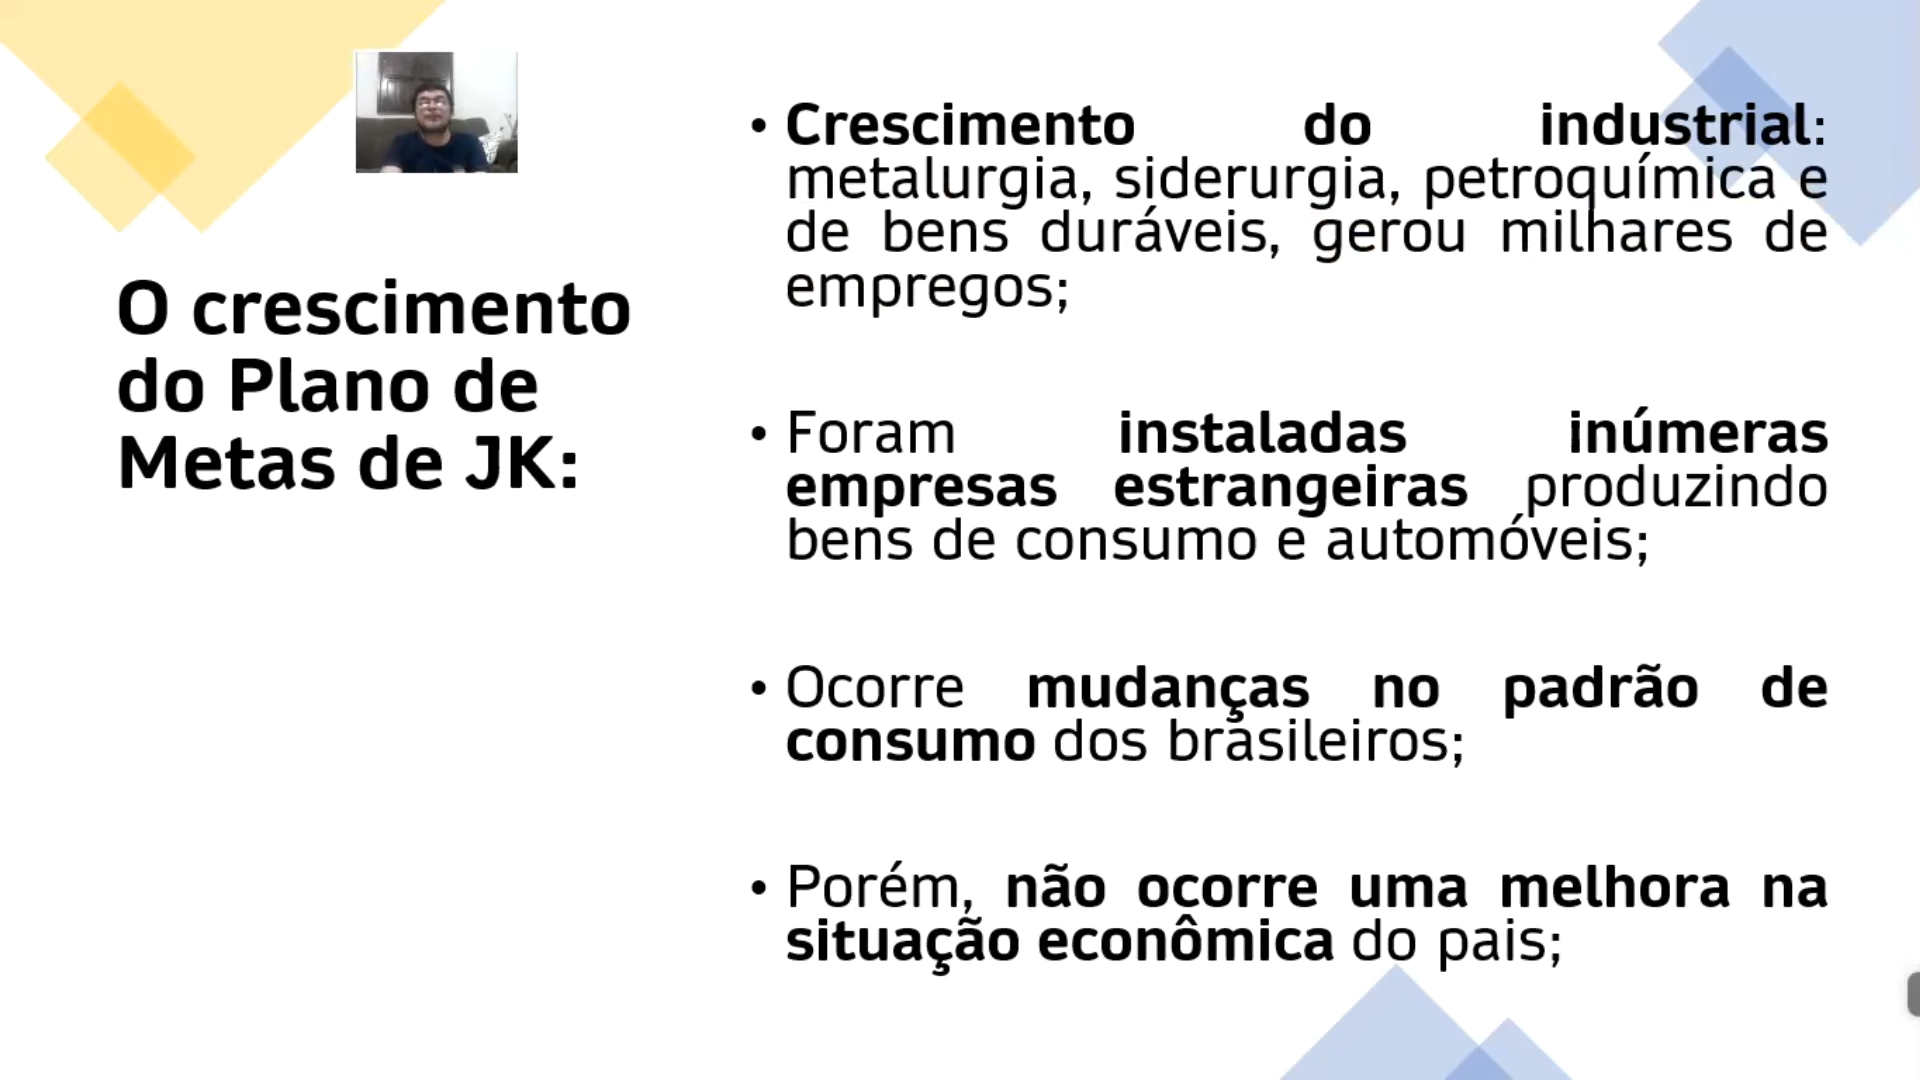 O crescimento
do Plano de
Metas de JK:
• Crescimento do industrial:
metalurgia, siderurgia, petroquímica e
de bens duráveis, gerou milhares de
empregos;
• Foram instaladas inúmeras
empresas estrangeiras produzindo
bens de consumo e automóveis;
• Ocorre mudanças no padrão de
consumo dos brasileiros;
• Porém, não ocorre uma melhora na
situação econômica do pais;